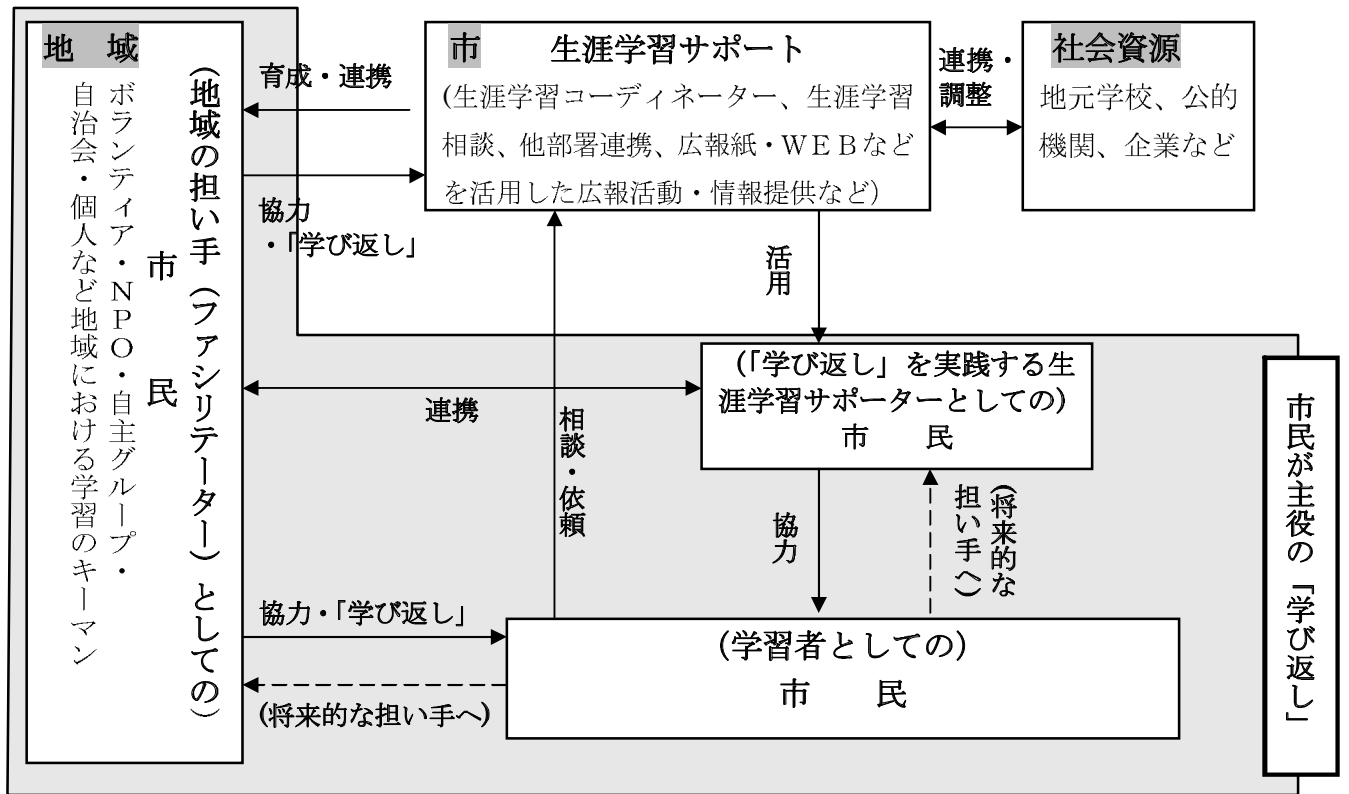 地　域
（地域の担い手（ファシリテーター）としての）
市　　民
ボランティア・ＮＰＯ・自主グループ・
自治会・個人など地域における学習のキーマン
育成・連携
協力
・「学び返し」
市　　生涯学習サポート
(生涯学習コーディネーター、生涯学習
相談、他部署連携、広報紙・ＷＥＢなど
を活用した広報活動・情報提供など)
連携・
調整
社会資源
地元学校、公的
機関、企業など
活用
（「学び返し」を実践する生
涯学習サポーターとしての）
市　　民
連携
相談・依頼
協力
(将来的な
担い手へ)
協力・「学び返し」
(将来的な担い手へ)
(学習者としての)
市　　民
市民が主役の『学び返し」